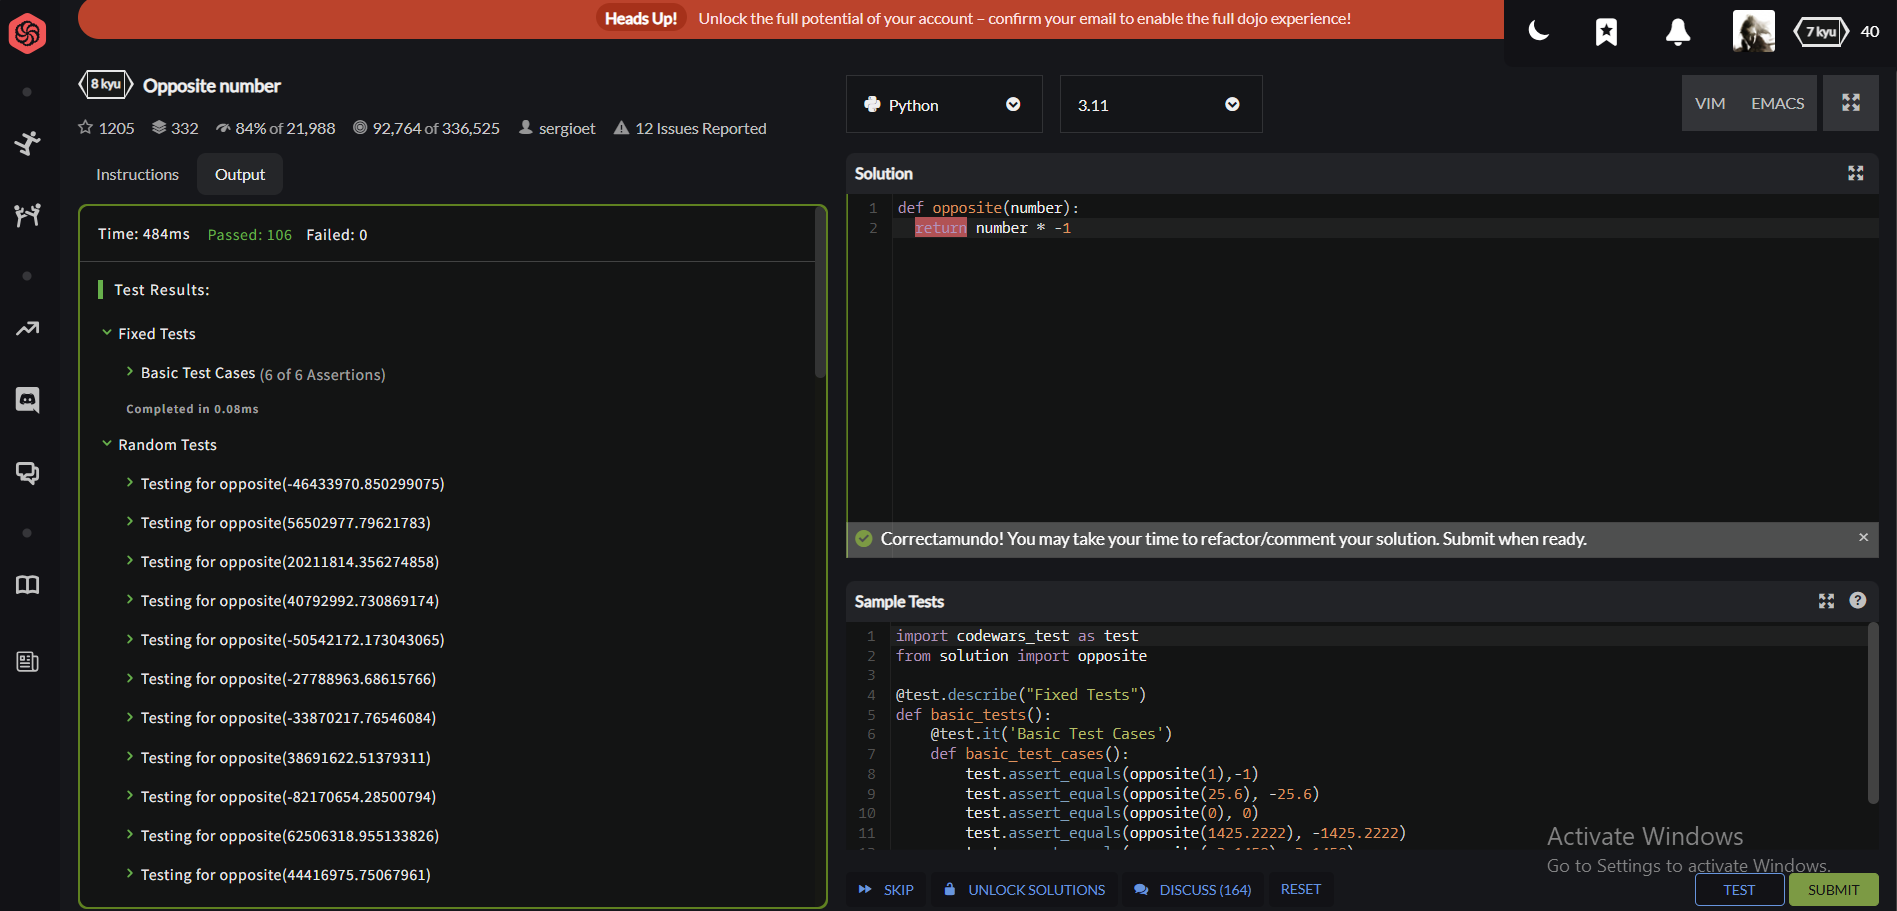 Heads Up! Unlock the full potential of your account – confirm your email to enable the full dojo experience!
7 kyu 40
8 kyu Opposite number
1205 332 84% of 21,988 92,764 of 336,525 sergioet 12 Issues Reported
Python 3.11 VIM EMACS
Instructions Output
Time: 484ms Passed: 106 Failed: 0
Test Results:
Fixed Tests
Basic Test Cases (6 of 6 Assertions)
Completed in 0.08ms
Random Tests
Testing for opposite(-46433970.850299075)
Testing for opposite(56502977.79621783)
Testing for opposite(20211814.356274858)
Testing for opposite(40792992.730869174)
Testing for opposite(-50542172.173043065)
Testing for opposite(-27788963.68615766)
Testing for opposite(-33870217.76546084)
Testing for opposite(38691622.51379311)
Testing for opposite(-82170654.28500794)
Testing for opposite(62506318.955133826)
Testing for opposite(44416975.75067961)
Solution
1 def opposite(number):
2 return number * -1
Correctamundo! You may take your time to refactor/comment your solution. Submit when ready.
Sample Tests
1 import codewars_test as test
2 from solution import opposite
3
4 @test.describe("Fixed Tests")
5 def basic_tests():
6 @test.it('Basic Test Cases')
7 def basic_test_cases():
8 test.assert_equals(opposite(1),-1)
9 test.assert_equals(opposite(25.6), -25.6)
10 test.assert_equals(opposite(0), 0)
11 test.assert_equals(opposite(1425.2222), -1425.2222)
Activate Windows
Go to Settings to activate Windows.
SKIP UNLOCK SOLUTIONS DISCUSS (164) RESET TEST SUBMIT